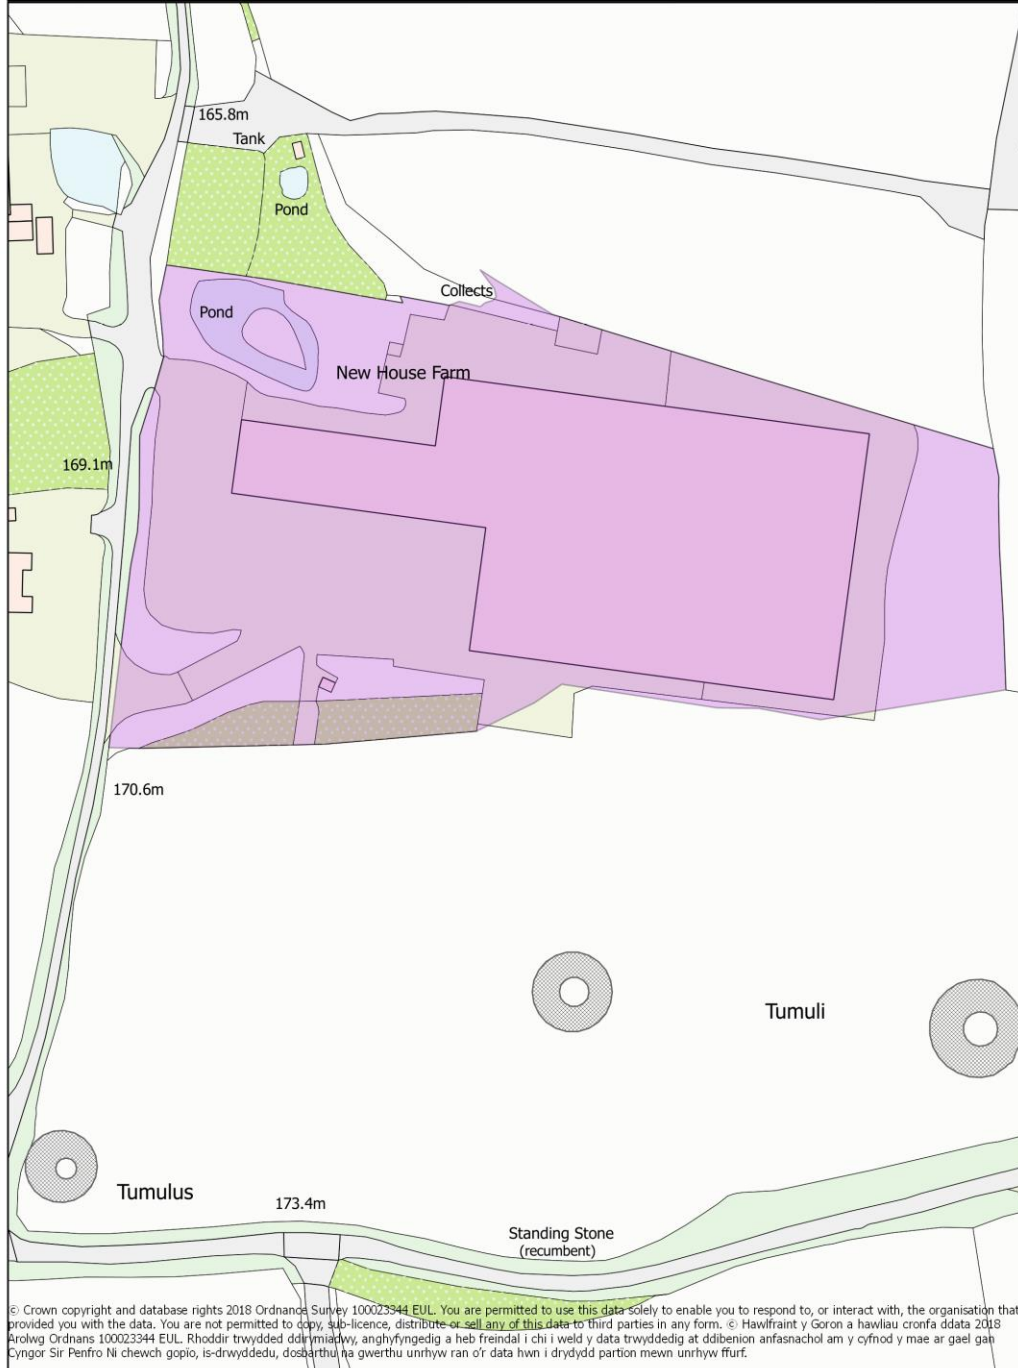 165.8m
Tank
Pond
Collects
Pond
New House Farm
169.1m
170.6m
Tumuli
Tumulus
173.4m
Standing Stone
(recumbent)
© Crown copyright and database rights 2018 Ordnance Survey 100023344 EUL. You are permitted to use this data solely to enable you to respond to, or interact with, the organisation that
provided you with the data. You are not permitted to copy, sub-licence, distribute or sell any of this data to third parties in any form. © Hawlfraint y Goron a hawliau cronfa ddata 2018
Arolwg Ordnans 100023344 EUL. Rhoddir trwydded ddirymiadwy, anghyfyngedig a heb freindal i chi i weld y data trwyddedig at ddibenion anfasnachol am y cyfnod y mae ar gael gan
Cyngor Sir Penfro Ni chewch gopïo, is-drwyddedu, dosbarthu na gwerthu unrhyw ran o'r data hwn i drydydd partion mewn unrhyw ffurf.